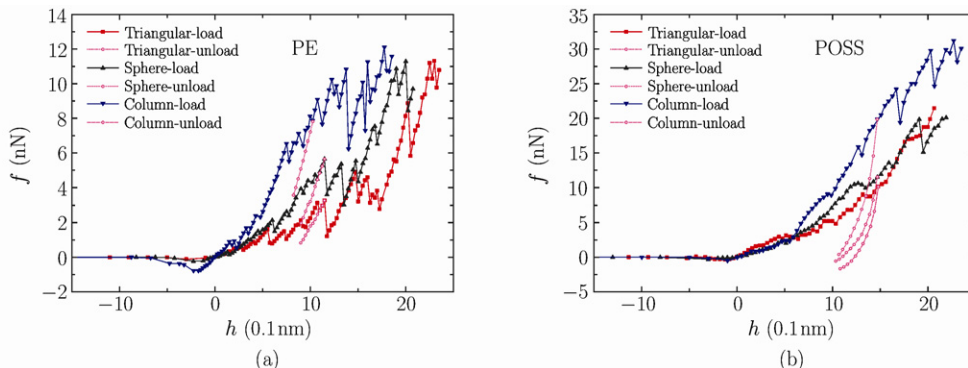 14
12
10
8
6
4
2
0
−2
f (nN)
Triangular-load
Triangular-unload
Sphere-load
Sphere-unload
Column-load
Column-unload
PE
−10
0
10
20
h (0.1nm)
(a)
35
30
25
20
15
10
5
0
−5
f (nN)
Triangular-load
Triangular-unload
Sphere-load
Sphere-unload
Column-load
Column-unload
POSS
−10
0
10
20
h (0.1nm)
(b)